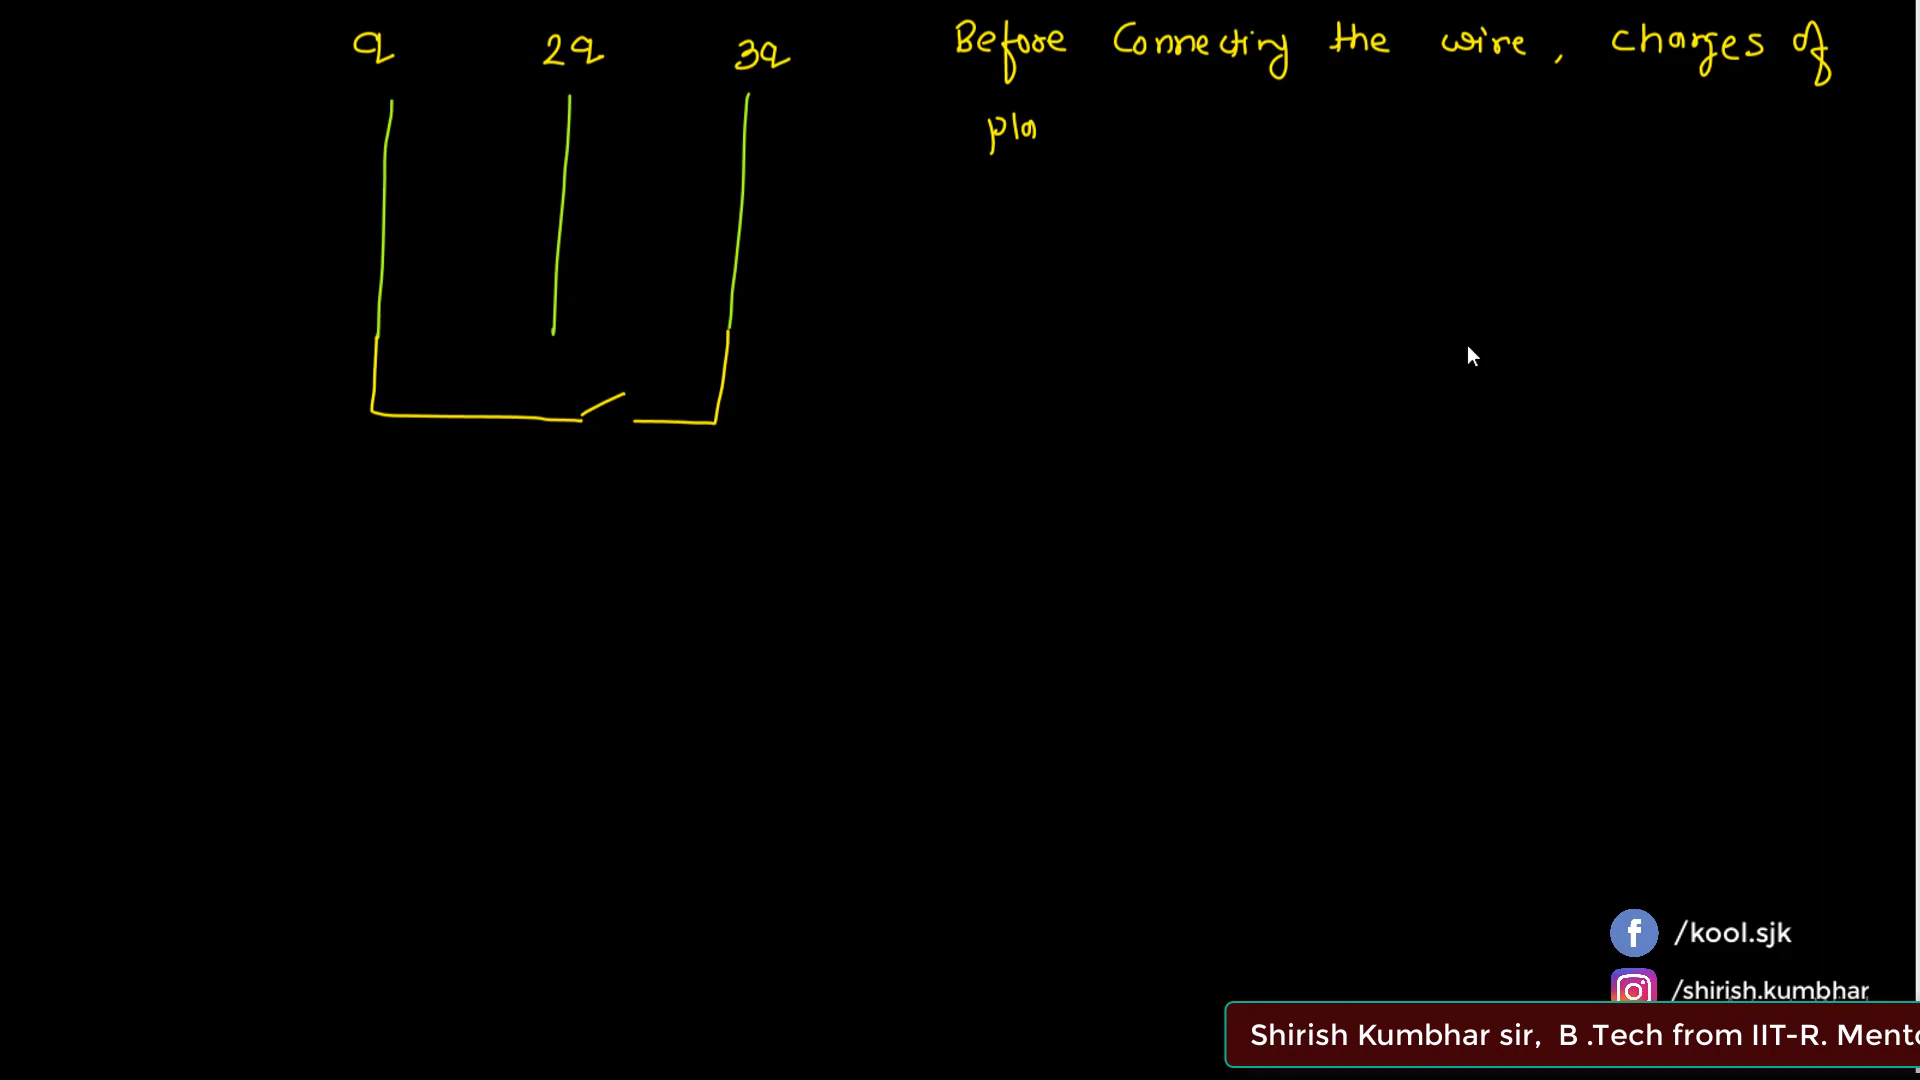 q 2q 3q Before Connecting the wire, charges of
pla
/kool.sjk
/shirish.kumbhar
Shirish Kumbhar sir, B .Tech from IIT-R. Mento